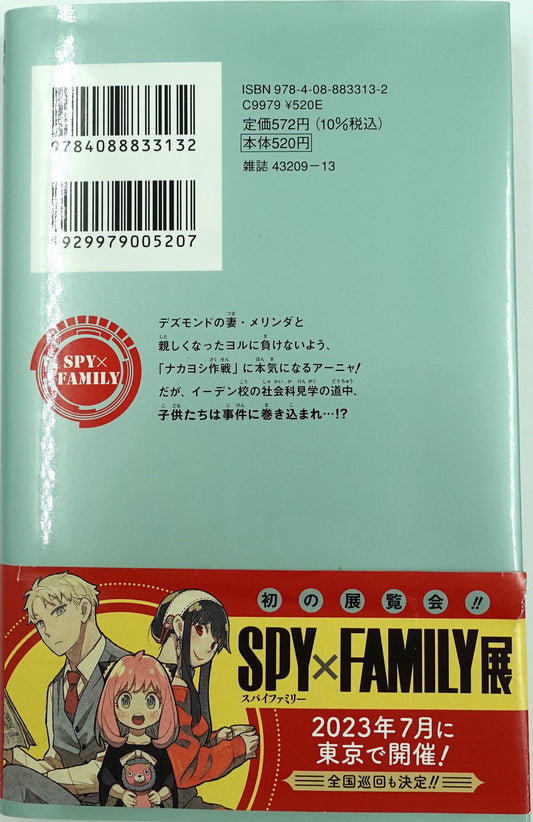 ISBN 978-4-08-883313-2
C9979 ¥520E
定価572円（10%税込）
本体520円
雑誌 43209－13
9784088833132
1929979005207
SPY×
FAMILY
デズモンドの妻・メリンダと
親しくなったヨルに負けないよう、
「ナカヨシ作戦」に本気になるアーニャ!
だが、イーデン校の社会科見学の道中、
子供たちは事件に巻き込まれ…!?
初の展覧会!!
SPY×FAMILY展
スパイファミリー
2023年7月に
東京で開催!
全国巡回も決定!!